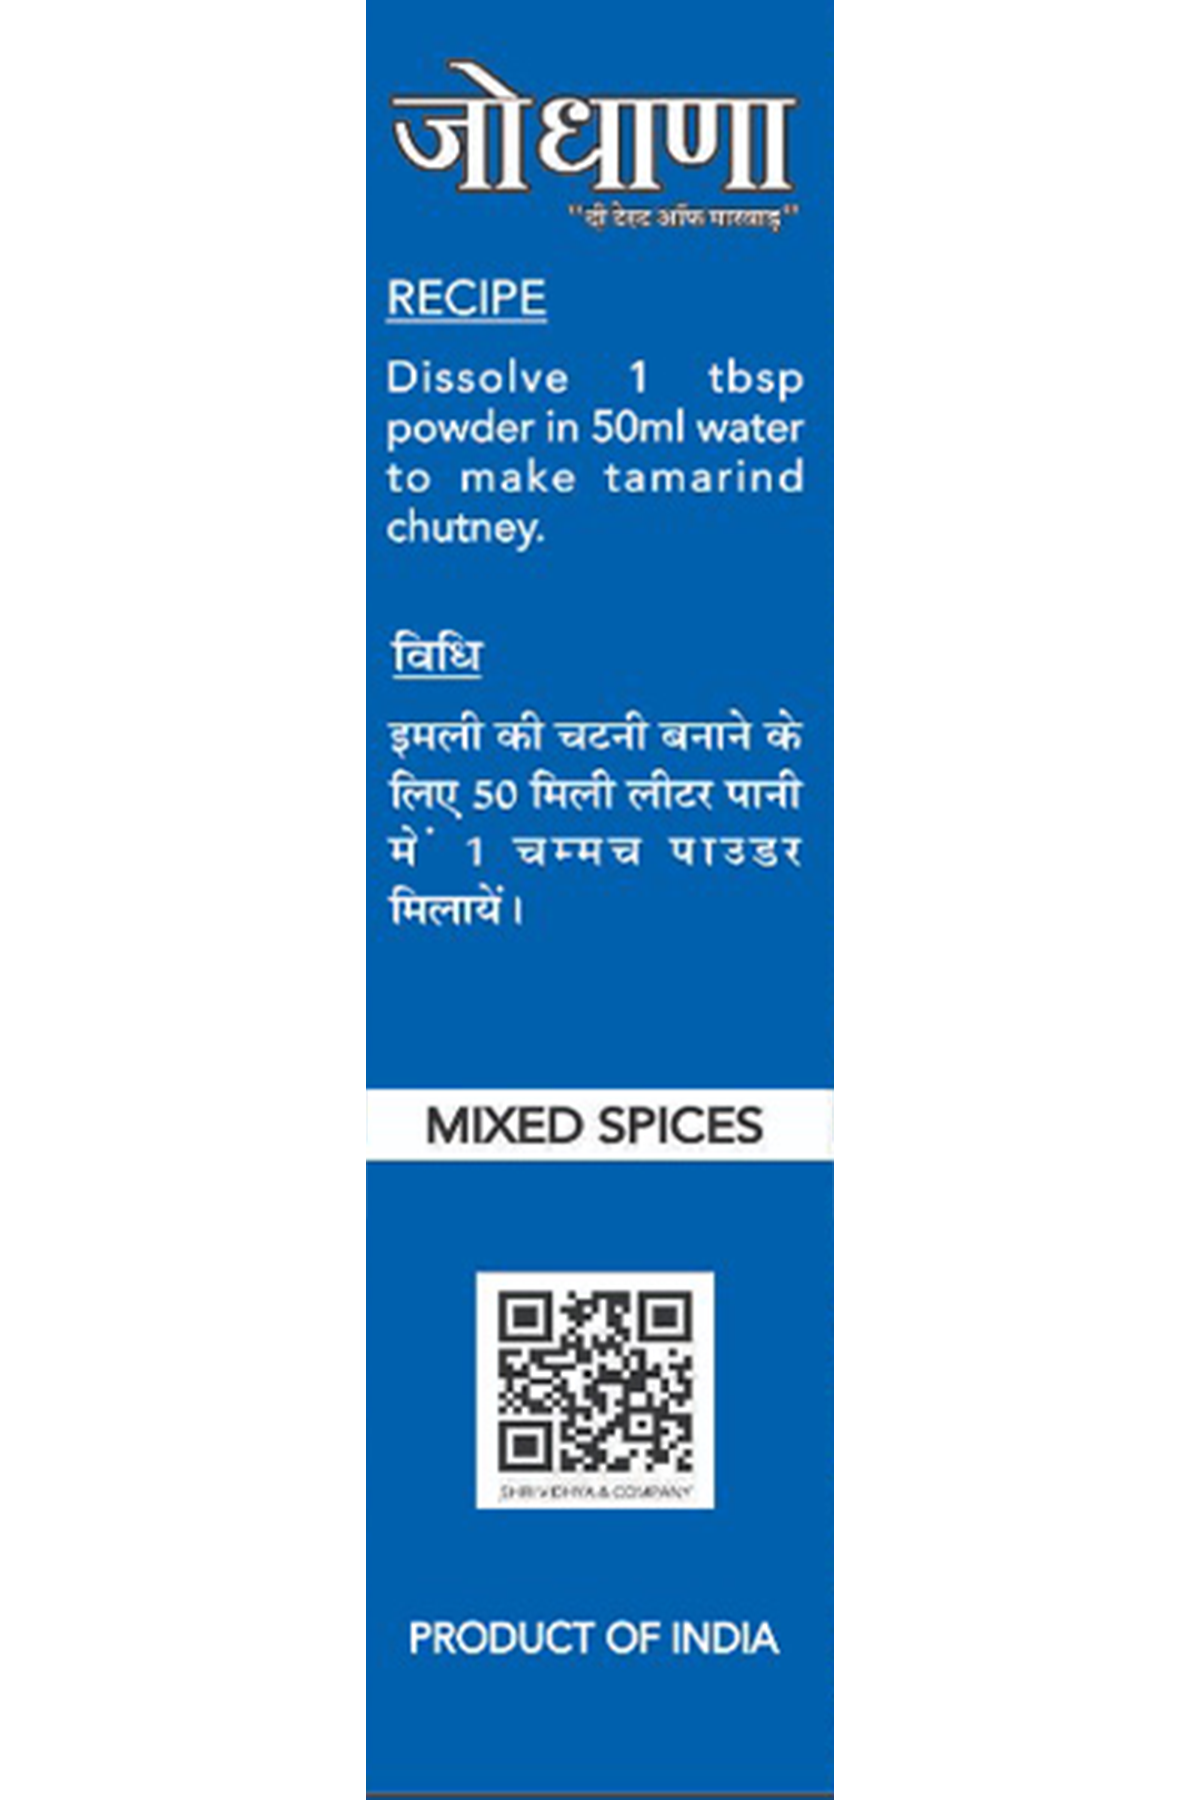 जोधाणा
"दी टेस्ट ऑफ मारवाड़"
RECIPE
Dissolve 1 tbsp
powder in 50ml water
to make tamarind
chutney.
विधि
इमली की चटनी बनाने के
लिए 50 मिली लीटर पानी
में 1 चम्मच पाउडर
मिलायें।
MIXED SPICES
SHRIVIDHYA & COMPANY
PRODUCT OF INDIA